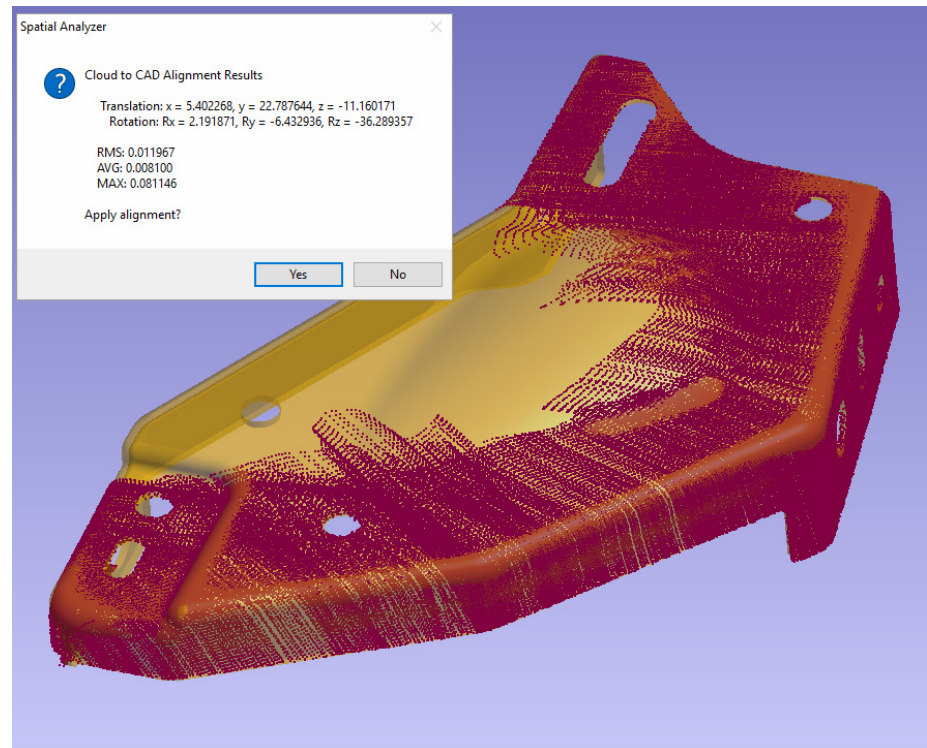 Spatial Analyzer
Cloud to CAD Alignment Results
Translation: x = 5.402268, y = 22.787644, z = -11.160171
Rotation: Rx = 2.191871, Ry = -6.432936, Rz = -36.289357
RMS: 0.011967
AVG: 0.008100
MAX: 0.081146
Apply alignment?
Yes
No